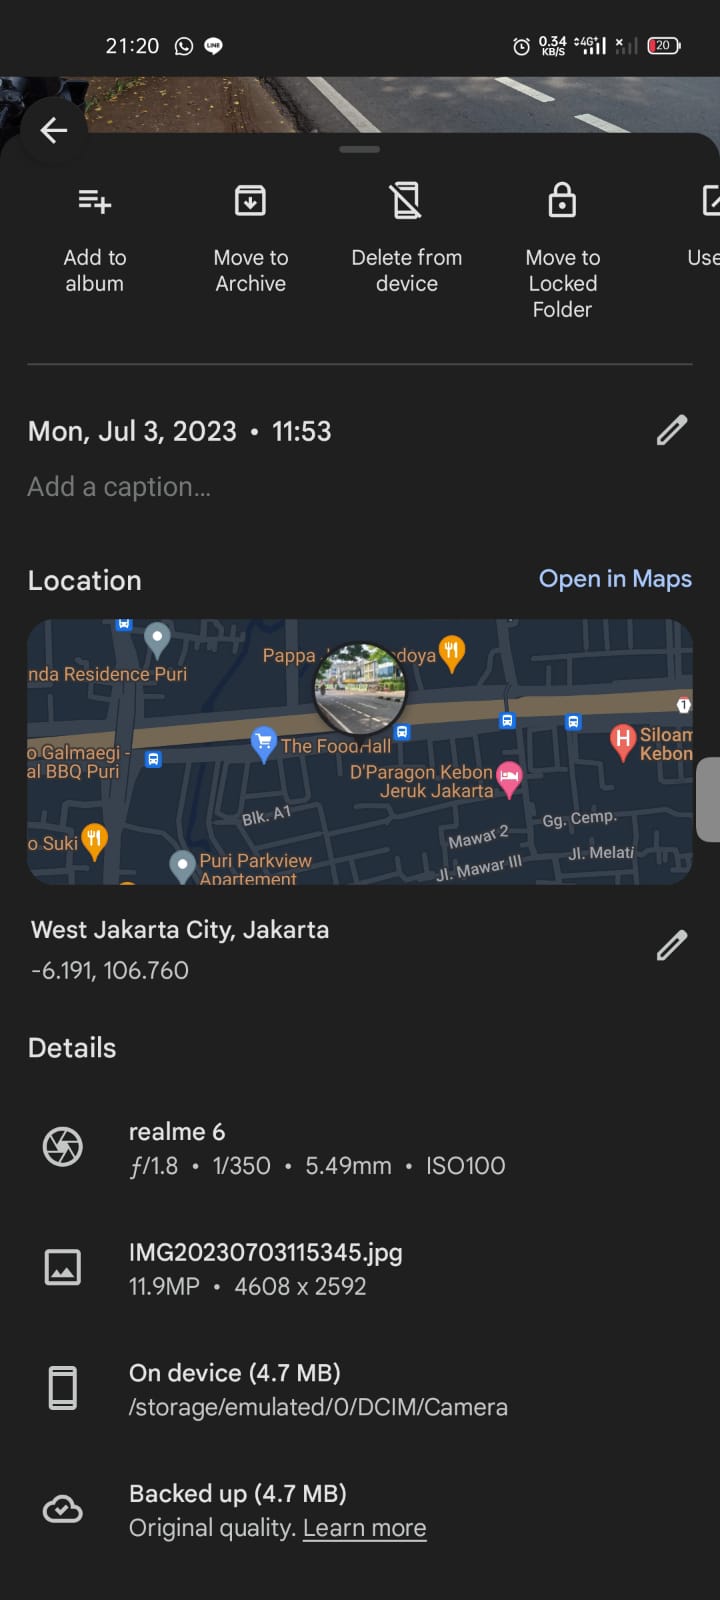 21:20
LINE
0.34
KB/S
4G+
20
Add to
album
Move to
Archive
Delete from
device
Move to
Locked
Folder
Use
Mon, Jul 3, 2023 • 11:53
Add a caption...
Location
Open in Maps
Pappa
doya
nda Residence Puri
1
The FoodHall
Siloam
Kebon
o Galmaegi -
al BBQ Puri
D'Paragon Kebon
Jeruk Jakarta
Blk. A1
Gg. Cemp.
o Suki
Mawar 2
Jl. Melati
Puri Parkview
Apartement
Jl. Mawar III
West Jakarta City, Jakarta
-6.191, 106.760
Details
realme 6
ƒ/1.8 • 1/350 • 5.49mm • ISO100
IMG20230703115345.jpg
11.9MP • 4608 x 2592
On device (4.7 MB)
/storage/emulated/0/DCIM/Camera
Backed up (4.7 MB)
Original quality. Learn more